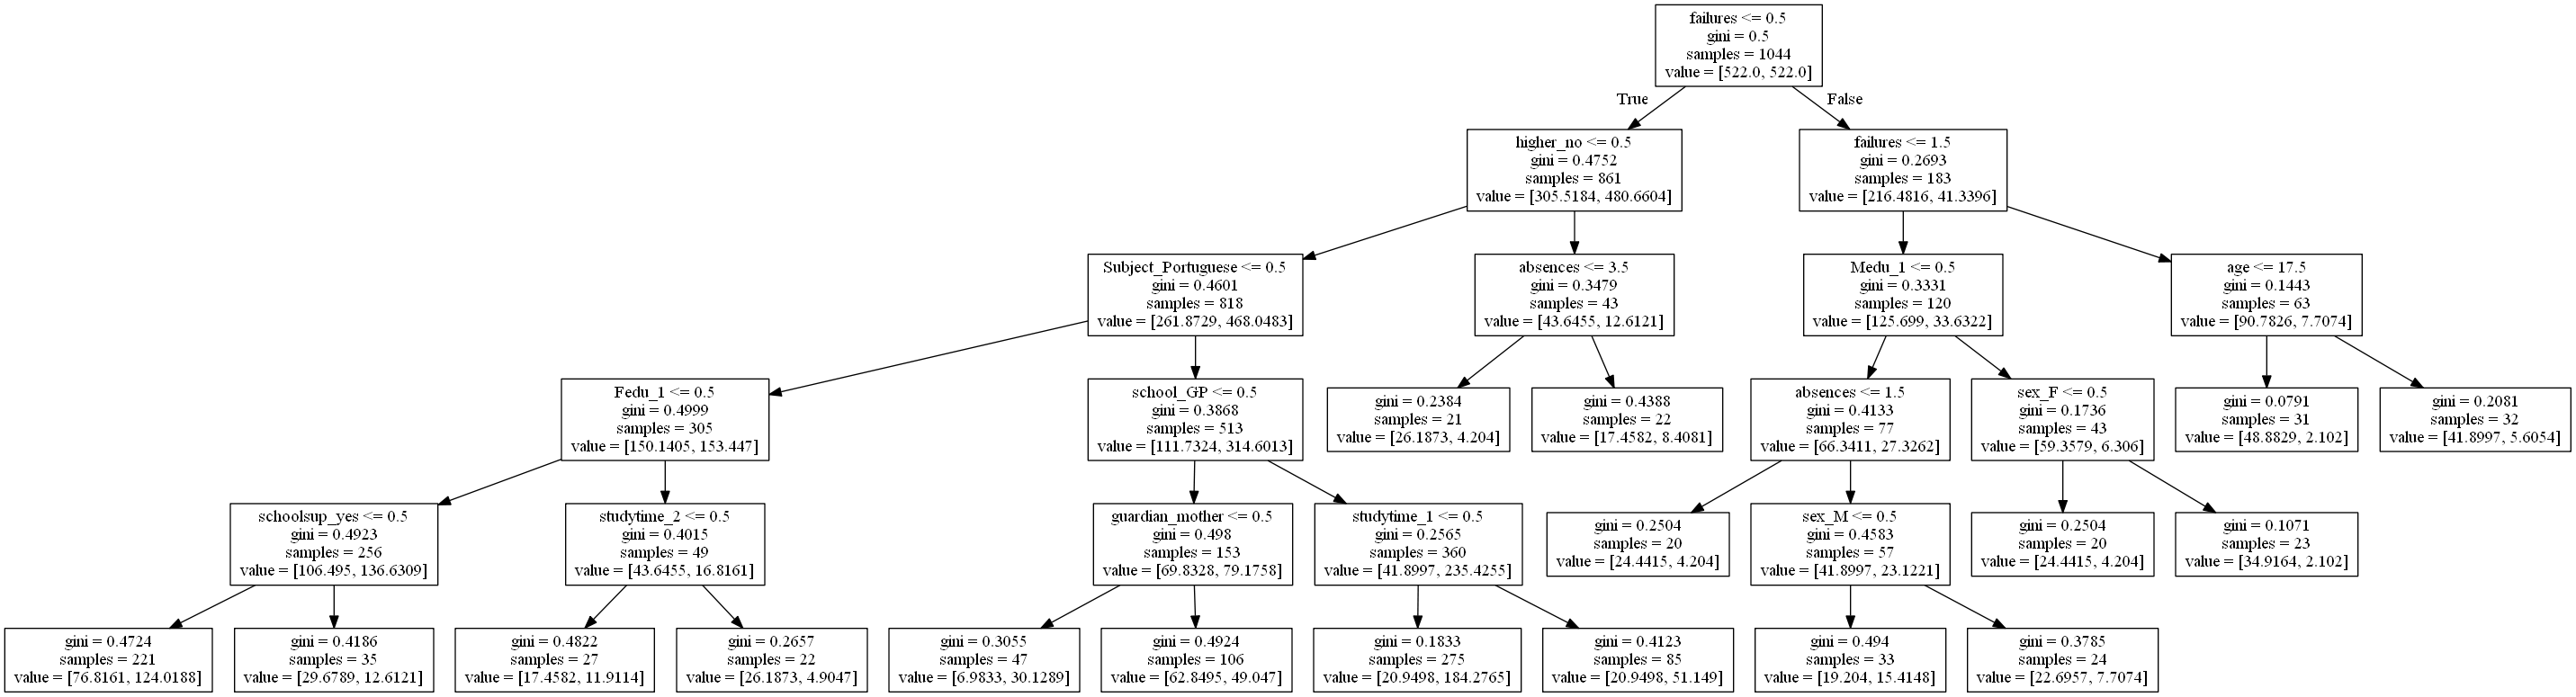 failures <= 0.5
gini = 0.5
samples = 1044
value = [522.0, 522.0]
True
False
higher_no <= 0.5
gini = 0.4752
samples = 861
value = [305.5184, 480.6604]
failures <= 1.5
gini = 0.2693
samples = 183
value = [216.4816, 41.3396]
Subject_Portuguese <= 0.5
gini = 0.4601
samples = 818
value = [261.8729, 468.0483]
absences <= 3.5
gini = 0.3479
samples = 43
value = [43.6455, 12.6121]
Medu_1 <= 0.5
gini = 0.3331
samples = 120
value = [125.699, 33.6322]
age <= 17.5
gini = 0.1443
samples = 63
value = [90.7826, 7.7074]
Fedu_1 <= 0.5
gini = 0.4999
samples = 305
value = [150.1405, 153.447]
school_GP <= 0.5
gini = 0.3868
samples = 513
value = [111.7324, 314.6013]
gini = 0.2384
samples = 21
value = [26.1873, 4.204]
gini = 0.4388
samples = 22
value = [17.4582, 8.4081]
absences <= 1.5
gini = 0.4133
samples = 77
value = [66.3411, 27.3262]
sex_F <= 0.5
gini = 0.1736
samples = 43
value = [59.3579, 6.306]
gini = 0.0791
samples = 31
value = [48.8829, 2.102]
gini = 0.2081
samples = 32
value = [41.8997, 5.6054]
schoolsup_yes <= 0.5
gini = 0.4923
samples = 256
value = [106.495, 136.6309]
studytime_2 <= 0.5
gini = 0.4015
samples = 49
value = [43.6455, 16.8161]
guardian_mother <= 0.5
gini = 0.498
samples = 153
value = [69.8328, 79.1758]
studytime_1 <= 0.5
gini = 0.2565
samples = 360
value = [41.8997, 235.4255]
gini = 0.2504
samples = 20
value = [24.4415, 4.204]
sex_M <= 0.5
gini = 0.4583
samples = 57
value = [41.8997, 23.1221]
gini = 0.2504
samples = 20
value = [24.4415, 4.204]
gini = 0.1071
samples = 23
value = [34.9164, 2.102]
gini = 0.4724
samples = 221
value = [76.8161, 124.0188]
gini = 0.4186
samples = 35
value = [29.6789, 12.6121]
gini = 0.4822
samples = 27
value = [17.4582, 11.9114]
gini = 0.2657
samples = 22
value = [26.1873, 4.9047]
gini = 0.3055
samples = 47
value = [6.9833, 30.1289]
gini = 0.4924
samples = 106
value = [62.8495, 49.047]
gini = 0.1833
samples = 275
value = [20.9498, 184.2765]
gini = 0.4123
samples = 85
value = [20.9498, 51.149]
gini = 0.494
samples = 33
value = [19.204, 15.4148]
gini = 0.3785
samples = 24
value = [22.6957, 7.7074]